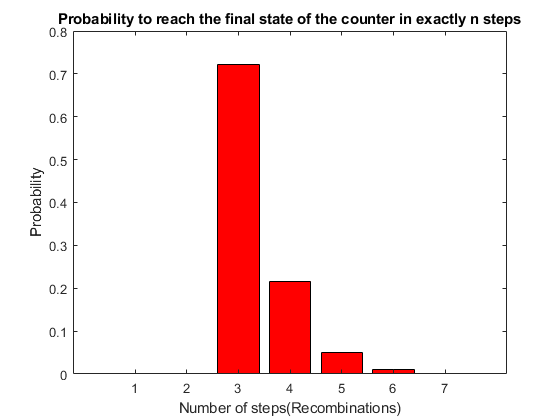 Probability to reach the final state of the counter in exactly n steps
0.8
0.7
0.6
0.5
0.4
0.3
0.2
0.1
0
Probability
1 2 3 4 5 6 7
Number of steps(Recombinations)